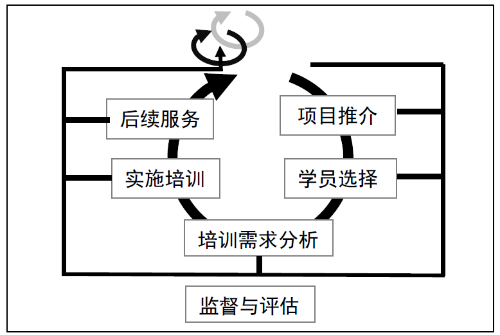 后续服务
项目推介
实施培训
学员选择
培训需求分析
监督与评估